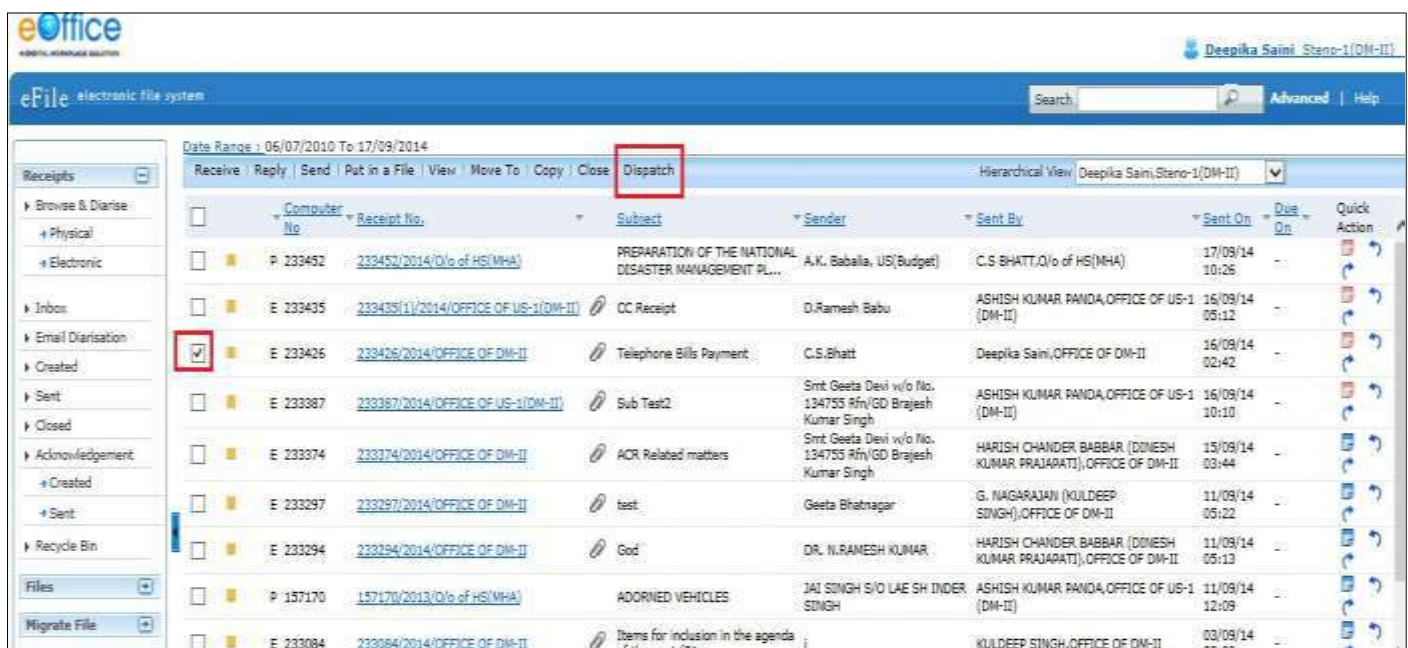 eOffice
A DIGITAL WORKPLACE SOLUTION
Deepika Saini Steno-1(DM-II)
eFile electronic file system
Search
Advanced | Help
Date Range : 06/07/2010 To 17/09/2014
Receipts
Receive | Reply | Send | Put in a File | View | Move To | Copy | Close | Dispatch
Hierarchical View Deepika Saini,Steno-1(DM-II)
Browse & Diarise
Physical
Electronic
Inbox
Email Diarisation
Created
Sent
Closed
Acknowledgement
Created
Sent
Recycle Bin
Files
Migrate File
Computer No Receipt No. Subject Sender Sent By Sent On Due On Quick Action
P 233452 233452/2014/O/o of HS(MHA) PREPARATION OF THE NATIONAL DISASTER MANAGEMENT PL... A.K. Babalia, US(Budget) C.S BHATT,O/o of HS(MHA) 17/09/14 10:26 -
E 233435 233435(1)/2014/OFFICE OF US-1(DM-II) CC Receipt D.Ramesh Babu ASHISH KUMAR PANDA,OFFICE OF US-1 (DM-II) 16/09/14 05:12 -
E 233426 233426/2014/OFFICE OF DM-II Telephone Bills Payment C.S.Bhatt Deepika Saini,OFFICE OF DM-II 16/09/14 02:42 -
E 233387 233387/2014/OFFICE OF US-1(DM-II) Sub Test2 Smt Geeta Devi w/o No. 134755 Rfn/GD Brajesh Kumar Singh ASHISH KUMAR PANDA,OFFICE OF US-1 (DM-II) 16/09/14 10:10 -
E 233374 233374/2014/OFFICE OF DM-II ACR Related matters Smt Geeta Devi w/o No. 134755 Rfn/GD Brajesh Kumar Singh HARISH CHANDER BABBAR (DINESH KUMAR PRAJAPATI),OFFICE OF DM-II 15/09/14 03:44 -
E 233297 233297/2014/OFFICE OF DM-II test Geeta Bhatnagar G. NAGARAJAN (KULDEEP SINGH),OFFICE OF DM-II 11/09/14 05:22 -
E 233294 233294/2014/OFFICE OF DM-II God DR. N.RAMESH KUMAR HARISH CHANDER BABBAR (DINESH KUMAR PRAJAPATI),OFFICE OF DM-II 11/09/14 05:13 -
P 157170 157170/2013/O/o of HS(MHA) ADORNED VEHICLES JAI SINGH S/O LAE SH INDER SINGH ASHISH KUMAR PANDA,OFFICE OF US-1 (DM-II) 11/09/14 12:09 -
E 233084 233084/2014/OFFICE OF DM-II Items for inclusion in the agenda KULDEEP SINGH,OFFICE OF DM-II 03/09/14